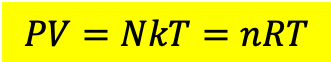 PV = NkT = nRT